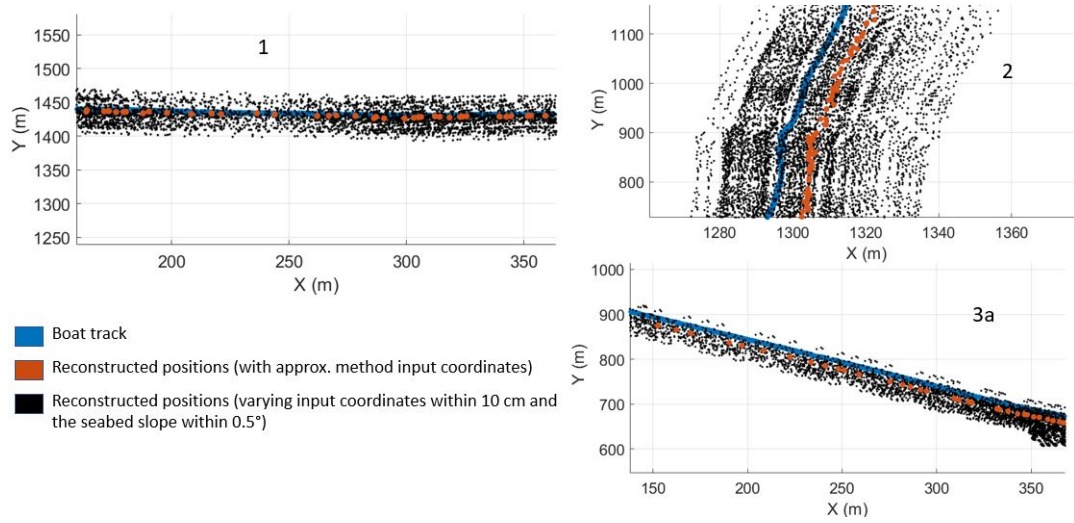 1
Y (m)
1550
1500
1450
1400
1350
1300
1250
200
250
300
350
X (m)
2
Y (m)
1100
1000
900
800
1280
1300
1320
1340
1360
X (m)
3a
Y (m)
1000
900
800
700
600
150
200
250
300
350
X (m)
Boat track
Reconstructed positions (with approx. method input coordinates)
Reconstructed positions (varying input coordinates within 10 cm and
the seabed slope within 0.5°)